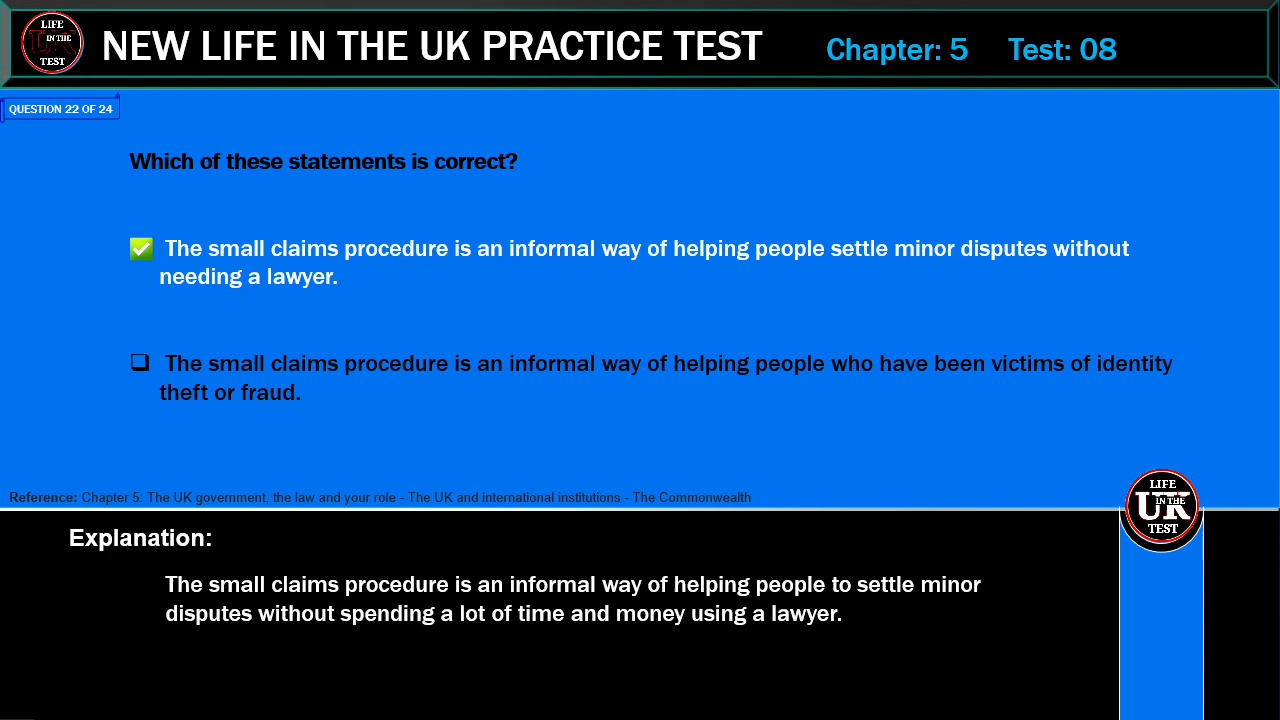 LIFE
UK
IN THE
TEST
NEW LIFE IN THE UK PRACTICE TEST
Chapter: 5 Test: 08
QUESTION 22 OF 24
Which of these statements is correct?
The small claims procedure is an informal way of helping people settle minor disputes without
needing a lawyer.
The small claims procedure is an informal way of helping people who have been victims of identity
theft or fraud.
Reference: Chapter 5: The UK government, the law and your role - The UK and international institutions - The Commonwealth
LIFE
UK
IN THE
TEST
Explanation:
The small claims procedure is an informal way of helping people to settle minor
disputes without spending a lot of time and money using a lawyer.